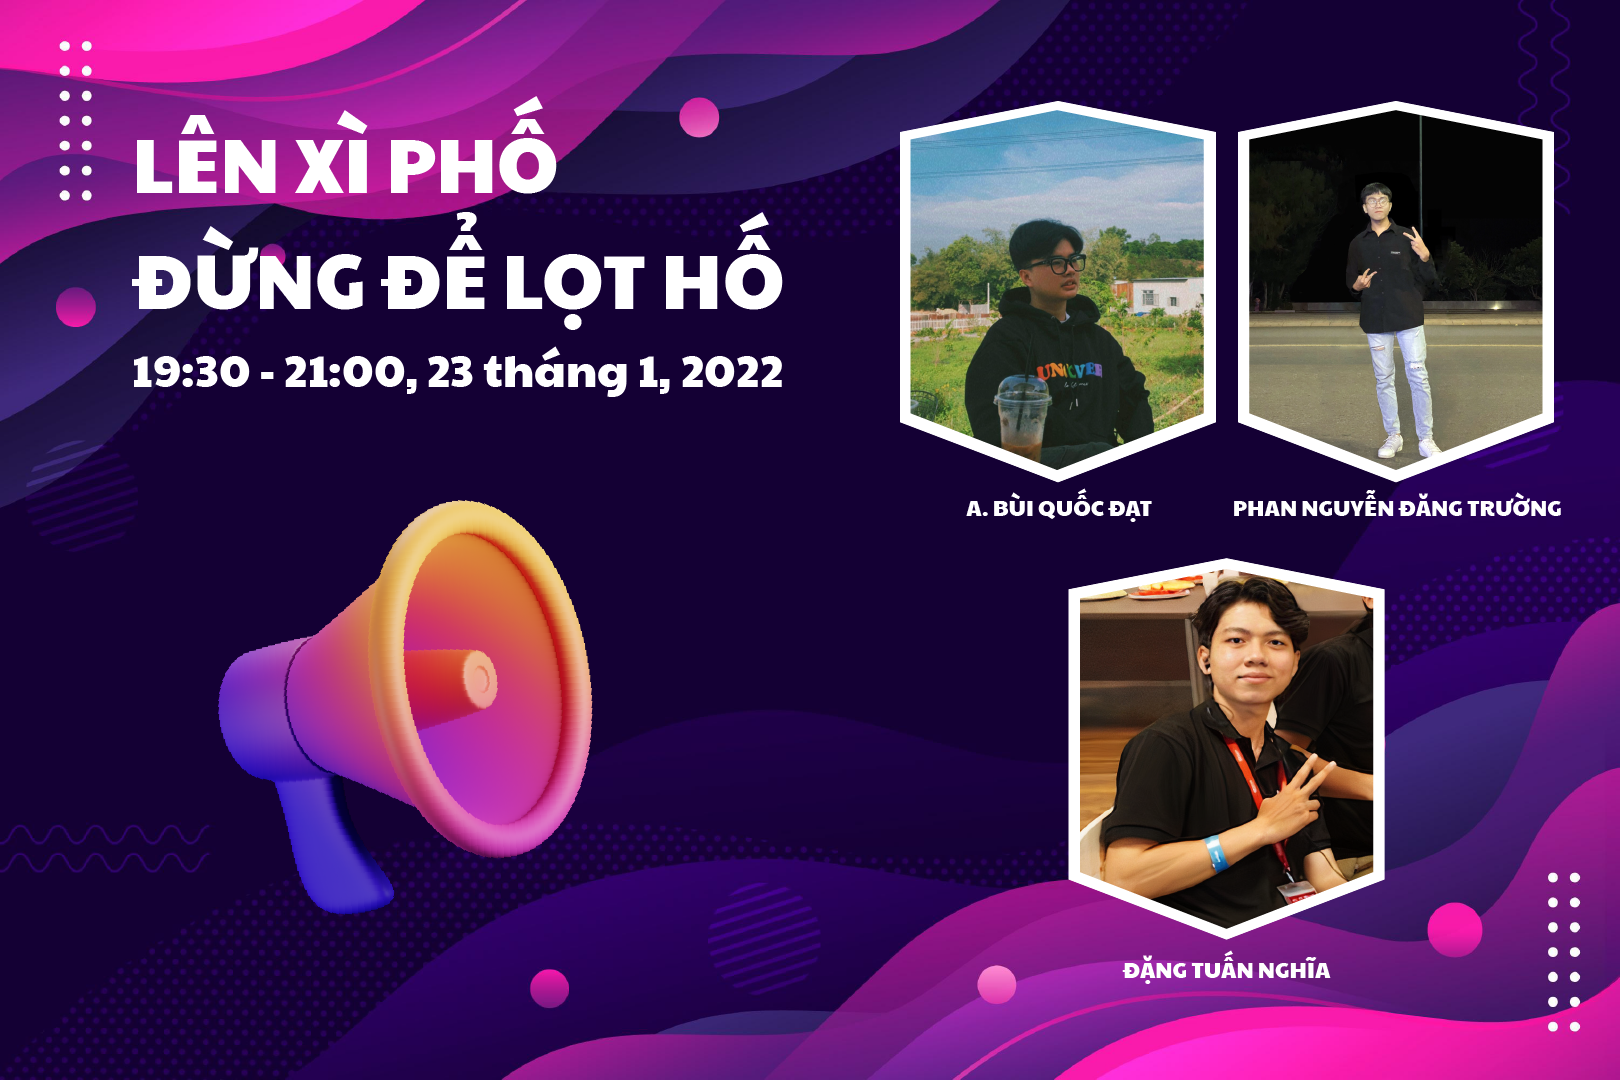 LÊN XÌ PHỐ
ĐỪNG ĐỂ LỌT HỐ
19:30 - 21:00, 23 tháng 1, 2022
A. BÙI QUỐC ĐẠT
PHAN NGUYỄN ĐĂNG TRƯỜNG
ĐẶNG TUẤN NGHĨA